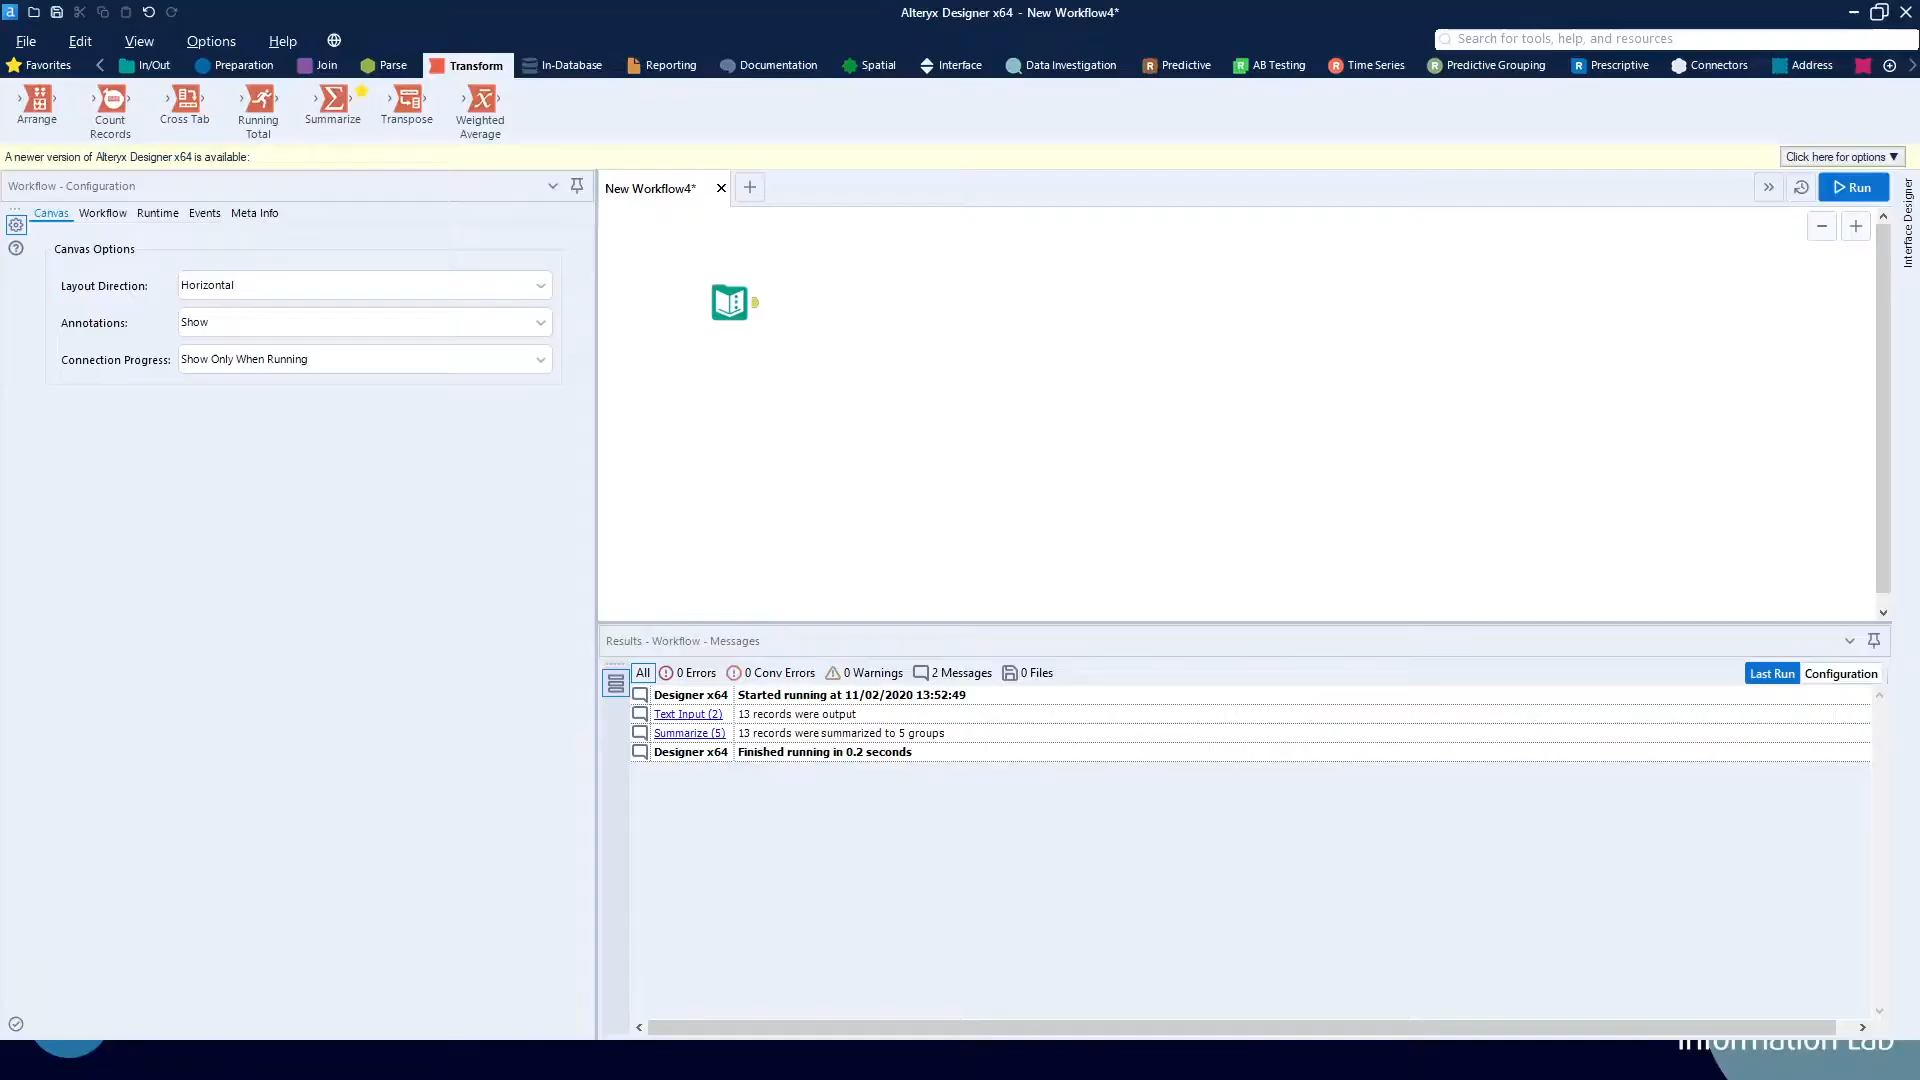 Alteryx Designer x64 - New Workflow4*
File Edit View Options Help
Search for tools, help, and resources
Favorites In/Out Preparation Join Parse Transform In-Database Reporting Documentation Spatial Interface Data Investigation Predictive AB Testing Time Series Predictive Grouping Prescriptive Connectors Address
Arrange Count Records Cross Tab Running Total Summarize Transpose Weighted Average
A newer version of Alteryx Designer x64 is available:
Click here for options ▼
Workflow - Configuration
New Workflow4*
Run
Interface Designer
Canvas Workflow Runtime Events Meta Info
Canvas Options
Layout Direction: Horizontal
Annotations: Show
Connection Progress: Show Only When Running
Results - Workflow - Messages
All 0 Errors 0 Conv Errors 0 Warnings 2 Messages 0 Files
Last Run Configuration
Designer x64 Started running at 11/02/2020 13:52:49
Text Input (2) 13 records were output
Summarize (5) 13 records were summarized to 5 groups
Designer x64 Finished running in 0.2 seconds
Information Lab